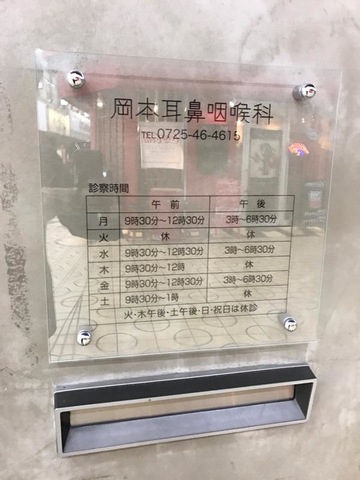 岡本耳鼻咽喉科
TEL 0725-46-4615
診察時間
午前 午後
月 9時30分〜12時30分 3時〜6時30分
火 休 休
水 9時30分〜12時30分 3時〜6時30分
木 9時30分〜12時 休
金 9時30分〜12時30分 3時〜6時30分
土 9時30分〜1時 休
火・木午後・土午後・日・祝日は休診